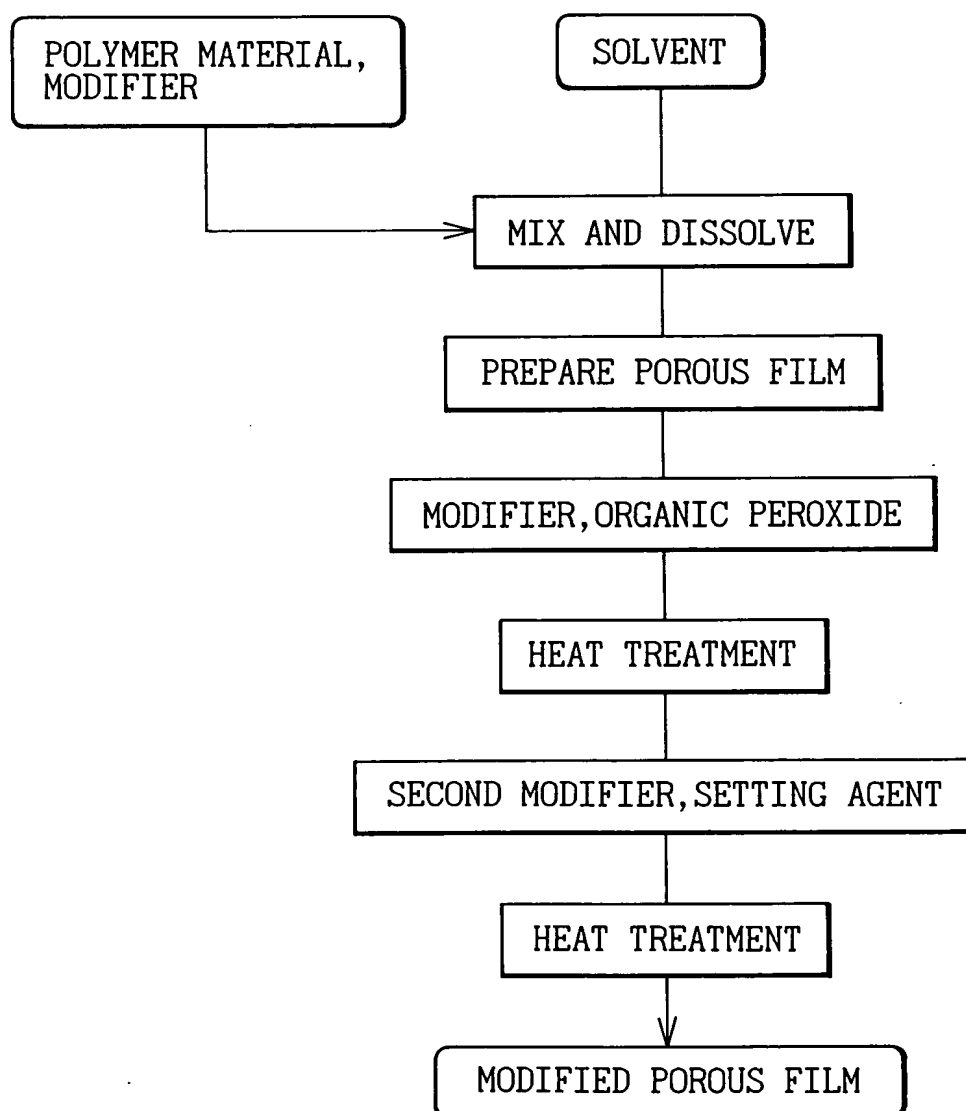 POLYMER MATERIAL,
MODIFIER
SOLVENT
MIX AND DISSOLVE
PREPARE POROUS FILM
MODIFIER,ORGANIC PEROXIDE
HEAT TREATMENT
SECOND MODIFIER,SETTING AGENT
HEAT TREATMENT
MODIFIED POROUS FILM